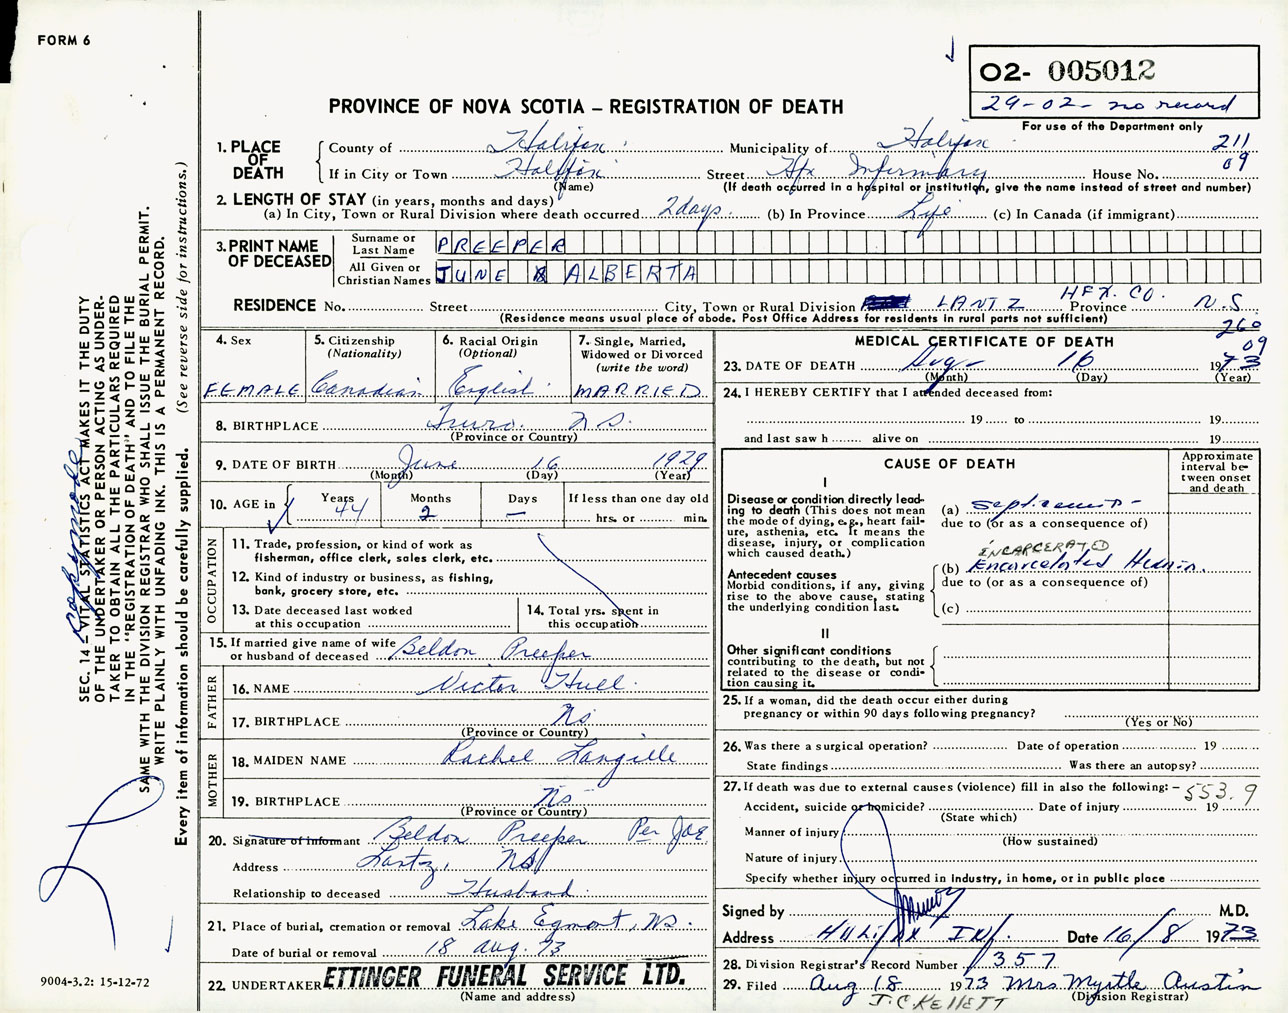 FORM 6
02- 005012
29-02- no record
For use of the Department only
PROVINCE OF NOVA SCOTIA – REGISTRATION OF DEATH
211
09
1. PLACE OF DEATH
County of Halifax Municipality of Halifax
If in City or Town Halifax Street Hfx Infirmary House No.
(Name) (If death occurred in a hospital or institution, give the name instead of street and number)
2. LENGTH OF STAY (in years, months and days)
(a) In City, Town or Rural Division where death occurred 2 days. (b) In Province Life (c) In Canada (if immigrant)
3. PRINT NAME OF DECEASED
Surname or Last Name PREEPER
All Given or Christian Names JUNE ALBERTA
RESIDENCE No. Street City, Town or Rural Division LANTZ HFX. CO. Province N.S
(Residence means usual place of abode. Post Office Address for residents in rural parts not sufficient)
260
09
4. Sex
FEMALE
5. Citizenship
(Nationality)
Canadian
6. Racial Origin
(Optional)
English
7. Single, Married,
Widowed or Divorced
(write the word)
MARRIED
8. BIRTHPLACE Truro. N.S.
(Province or Country)
9. DATE OF BIRTH June 16 1929
(Month) (Day) (Year)
10. AGE in
Years Months Days If less than one day old
44 2 — hrs. or min.
OCCUPATION
11. Trade, profession, or kind of work as
fisherman, office clerk, sales clerk, etc.
12. Kind of industry or business, as fishing,
bank, grocery store, etc.
13. Date deceased last worked
at this occupation
14. Total yrs. spent in
this occupation
15. If married give name of wife
or husband of deceased Beldon Preeper
FATHER
16. NAME Victor Hull
17. BIRTHPLACE NS
(Province or Country)
MOTHER
18. MAIDEN NAME Rachel Langille
19. BIRTHPLACE NS
(Province or Country)
20. Signature of informant Beldon Preeper Per Joe
Address Lantz, NS
Relationship to deceased Husband
21. Place of burial, cremation or removal Lake Egmont, NS.
Date of burial or removal 18 Aug. 73
22. UNDERTAKER ETTINGER FUNERAL SERVICE LTD.
(Name and address)
MEDICAL CERTIFICATE OF DEATH
23. DATE OF DEATH Aug 16 1973
(Month) (Day) (Year)
24. I HEREBY CERTIFY that I attended deceased from:
19 to 19
and last saw h alive on 19
CAUSE OF DEATH
Approximate
interval be-
tween onset
and death
I
Disease or condition directly lead-
ing to death (This does not mean
the mode of dying, e.g., heart fail-
ure, asthenia, etc. It means the
disease, injury, or complication
which caused death.)
(a)
due to (or as a consequence of)
ENCARCERATED
Antecedent causes
Morbid conditions, if any, giving
rise to the above cause, stating
the underlying condition last.
(b) Encarcelated Hernia.
due to (or as a consequence of)
(c)
II
Other significant conditions
contributing to the death, but not
related to the disease or condi-
tion causing it.
25. If a woman, did the death occur either during
pregnancy or within 90 days following pregnancy?
(Yes or No)
26. Was there a surgical operation? Date of operation 19
State findings Was there an autopsy?
27. If death was due to external causes (violence) fill in also the following: - 553.9
Accident, suicide or homicide? Date of injury 19
(State which)
Manner of injury
(How sustained)
Nature of injury
Specify whether injury occurred in industry, in home, or in public place
Signed by M.D.
Address HALIFAX INF. Date 16/8 1973
28. Division Registrar's Record Number 1357
29. Filed Aug 18 1973 Mrs Myrtle Austin
(Division Registrar)
J.C KELLETT
SEC. 14 – VITAL STATISTICS ACT MAKES IT THE DUTY
OF THE UNDERTAKER OR PERSON ACTING AS UNDER-
TAKER TO OBTAIN ALL THE PARTICULARS REQUIRED
IN THE "REGISTRATION OF DEATH" AND TO FILE THE
SAME WITH THE DIVISION REGISTRAR WHO SHALL ISSUE THE BURIAL PERMIT.
WRITE PLAINLY WITH UNFADING INK. THIS IS A PERMANENT RECORD.
Every item of information should be carefully supplied. (See reverse side for instructions.)
copy made
9004-3.2: 15-12-72